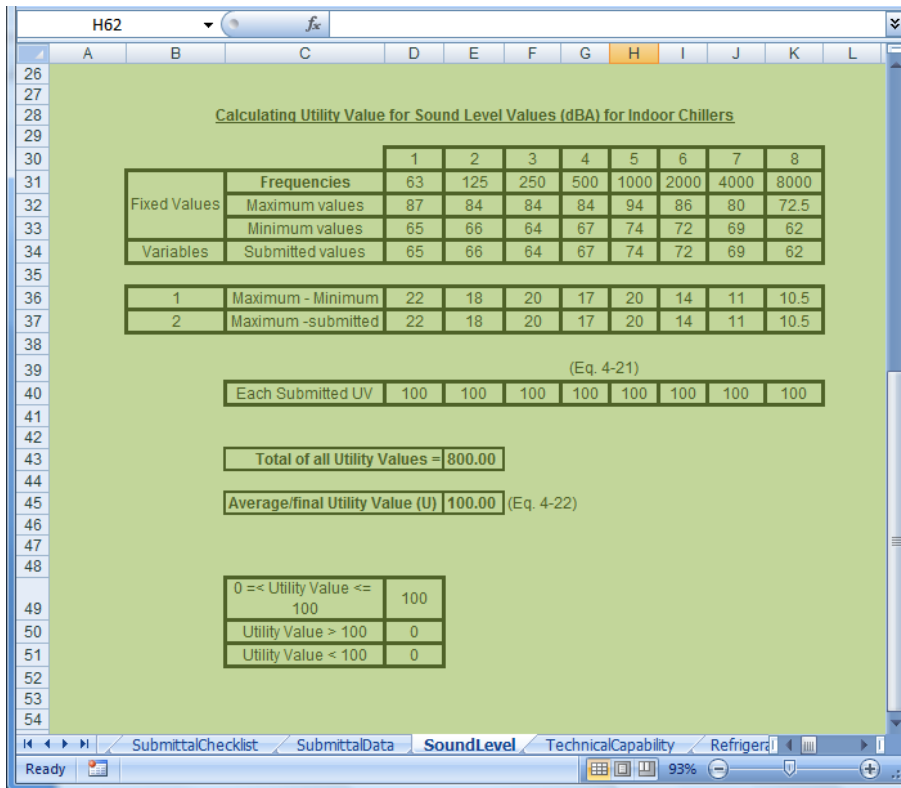 H62 fx
A B C D E F G H I J K L
26
27
28 Calculating Utility Value for Sound Level Values (dBA) for Indoor Chillers
29
30 1 2 3 4 5 6 7 8
31 Frequencies 63 125 250 500 1000 2000 4000 8000
32 Fixed Values Maximum values 87 84 84 84 94 86 80 72.5
33 Minimum values 65 66 64 67 74 72 69 62
34 Variables Submitted values 65 66 64 67 74 72 69 62
35
36 1 Maximum - Minimum 22 18 20 17 20 14 11 10.5
37 2 Maximum -submitted 22 18 20 17 20 14 11 10.5
38
39 (Eq. 4-21)
40 Each Submitted UV 100 100 100 100 100 100 100 100
41
42
43 Total of all Utility Values = 800.00
44
45 Average/final Utility Value (U) 100.00 (Eq. 4-22)
46
47
48
0 =< Utility Value <=
49 100 100
50 Utility Value > 100 0
51 Utility Value < 100 0
52
53
54
SubmittalChecklist SubmittalData SoundLevel TechnicalCapability Refriger
Ready 93%